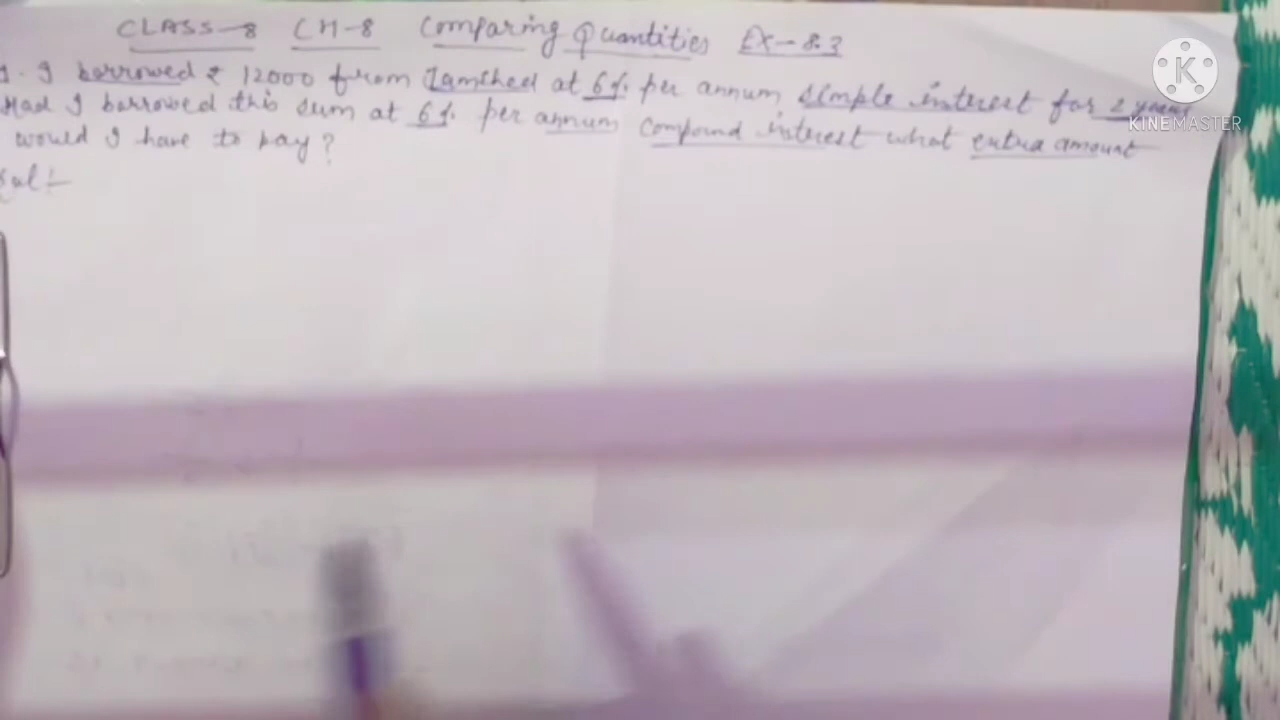 CLASS-8 CH-8 Comparing Quantities EX-8.3
I borrowed ₹ 12000 from Jamshed at 6% per annum simple interest for 2 years
Had I borrowed this sum at 6% per annum compound interest what extra amount
would I have to pay?
Sol:-
K
KINEMASTER